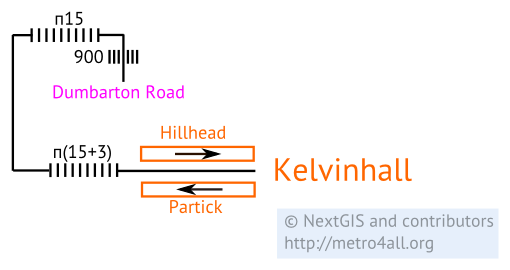 п15
900
Dumbarton Road
Hillhead
п(15+3)
Kelvinhall
Partick
© NextGIS and contributors
http://metro4all.org